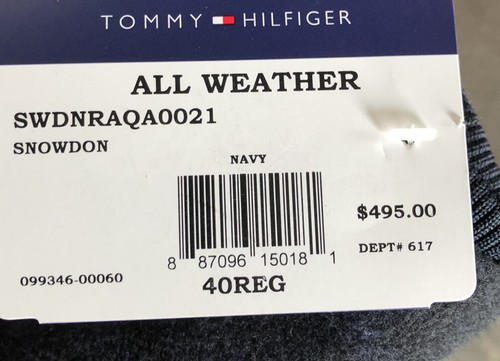 TOMMY HILFIGER
ALL WEATHER
SWDNRAQA0021
SNOWDON
NAVY
$495.00
DEPT# 617
8 87096 15018 1
099346-00060
40REG